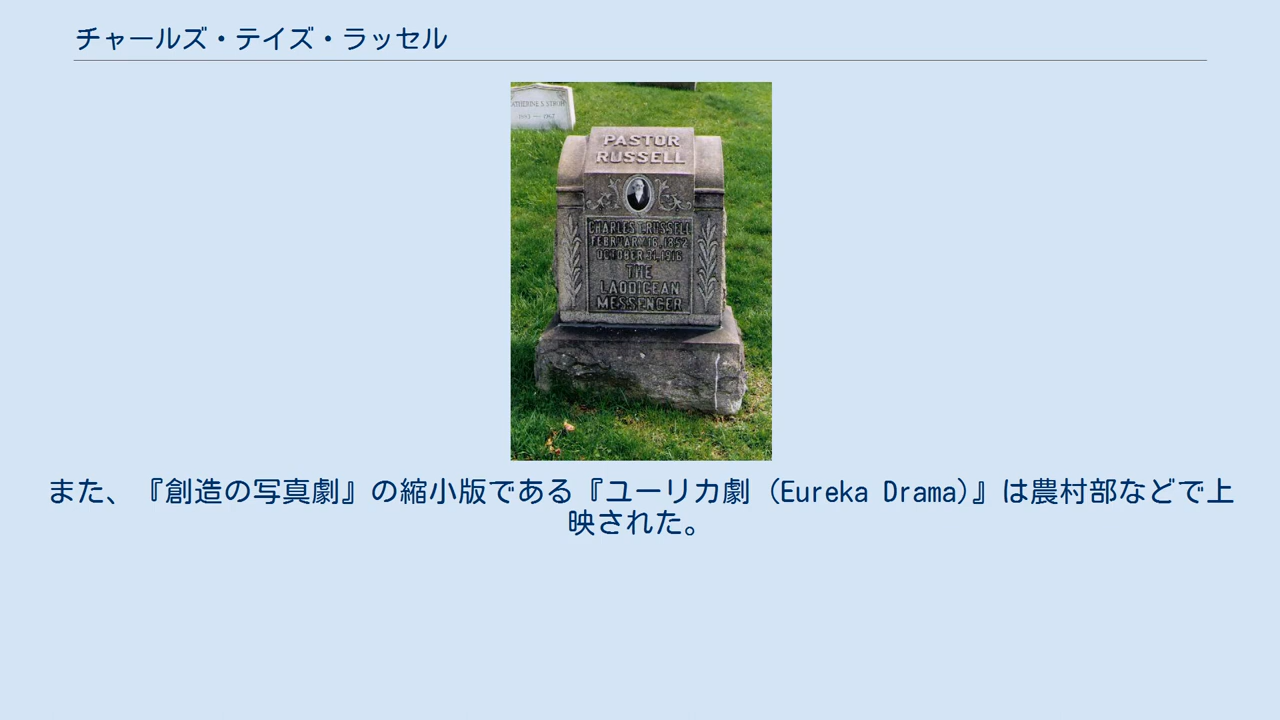 チャールズ・テイズ・ラッセル
PASTOR
RUSSELL
CHARLES T. RUSSELL
FEBRUARY 16, 1852
OCTOBER 31, 1916
THE
LAODICEAN
MESSENGER
また、『創造の写真劇』の縮小版である『ユーリカ劇（Eureka Drama)』は農村部などで上
映された。